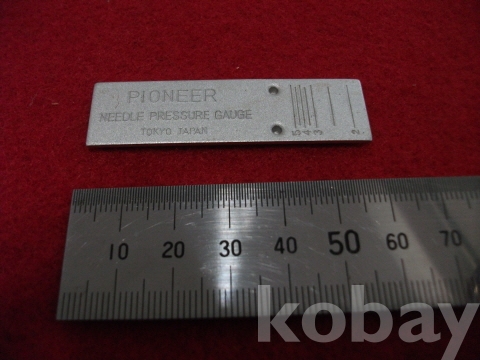 PIONEER
NEEDLE PRESSURE GAUGE
TOKYO JAPAN
10 20 30 40 50 60 70
kobay